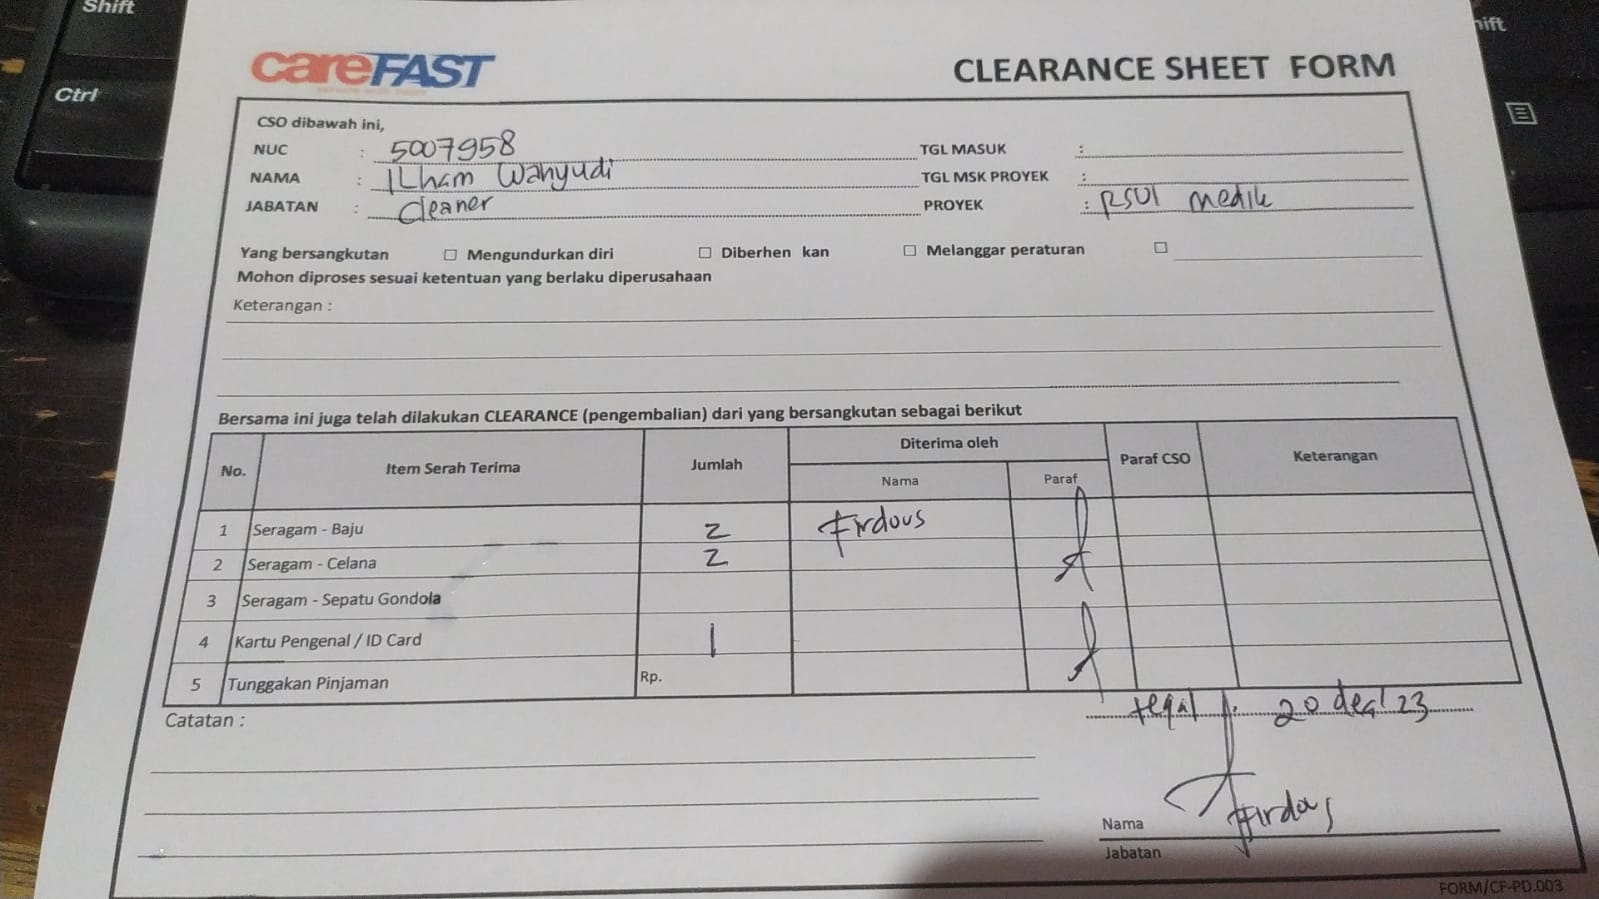 Shift
Ctrl
careFAST
CLEARANCE SHEET FORM
CSO dibawah ini,
NUC : 5007958 TGL MASUK :
NAMA : ILham Wahyudi TGL MSK PROYEK :
JABATAN : Cleaner PROYEK : RSUI medik
Yang bersangkutan ☐ Mengundurkan diri ☐ Diberhen kan ☐ Melanggar peraturan ☐
Mohon diproses sesuai ketentuan yang berlaku diperusahaan
Keterangan :
Bersama ini juga telah dilakukan CLEARANCE (pengembalian) dari yang bersangkutan sebagai berikut
No. Item Serah Terima Jumlah Diterima oleh Paraf CSO Keterangan
Nama Paraf
1 Seragam - Baju 2 Firdous
2 Seragam - Celana 2
3 Seragam - Sepatu Gondola
4 Kartu Pengenal / ID Card 1
5 Tunggakan Pinjaman Rp.
Catatan :
tegal, 20 des/23
Firdous
Nama
Jabatan
FORM/CF-PD.003